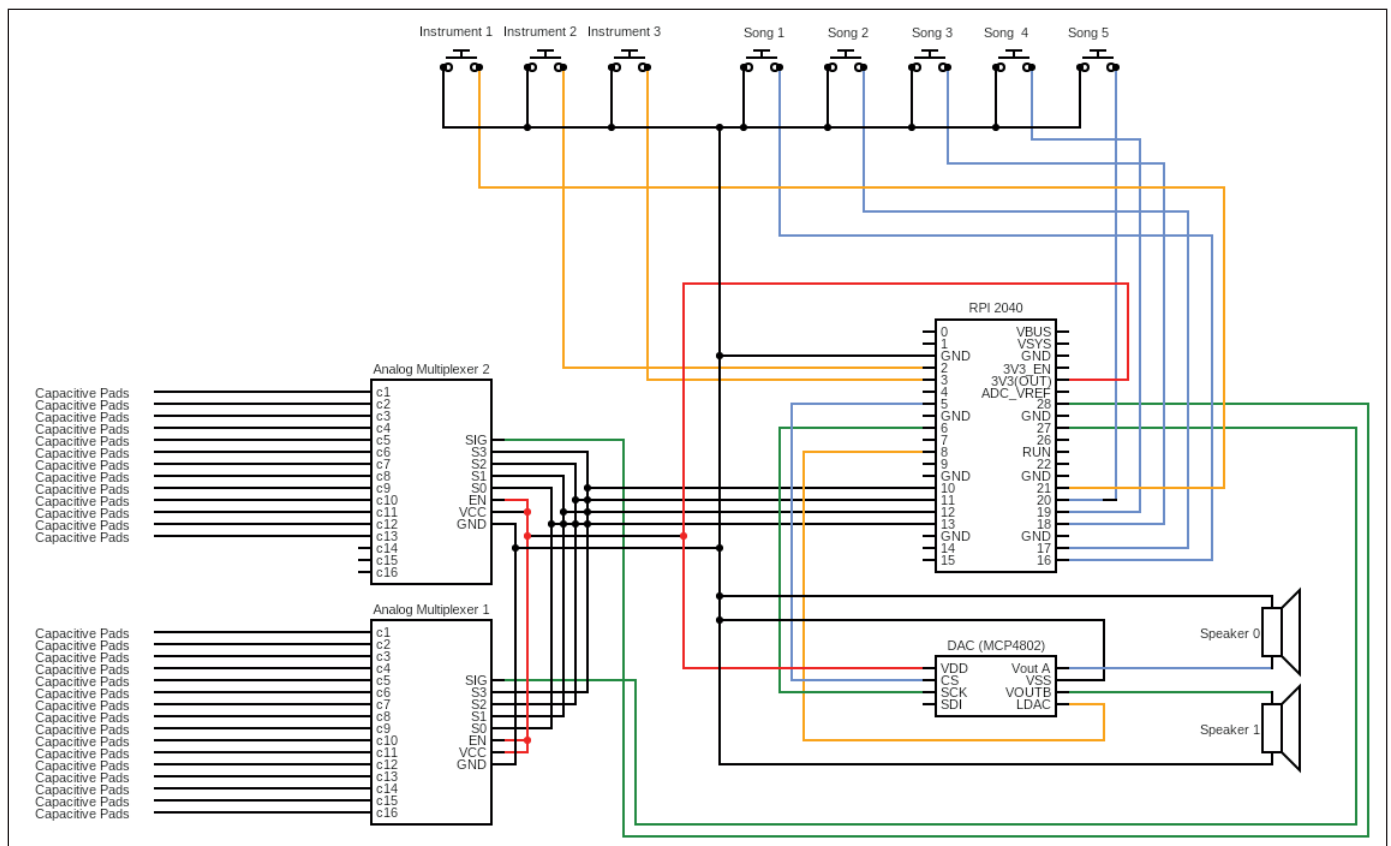 Instrument 1 Instrument 2 Instrument 3 Song 1 Song 2 Song 3 Song  4 Song 5
RPI 2040
0 VBUS
1 VSYS
GND GND
2 3V3_EN
3 3V3(OUT)
4 ADC_VREF
5 28
GND GND
6 27
7 26
8 RUN
9 22
GND GND
10 21
11 20
12 19
13 18
GND GND
14 17
15 16
Analog Multiplexer 2
Capacitive Pads c1
Capacitive Pads c2
Capacitive Pads c3
Capacitive Pads c4
Capacitive Pads c5 SIG
Capacitive Pads c6 S3
Capacitive Pads c7 S2
Capacitive Pads c8 S1
Capacitive Pads c9 S0
Capacitive Pads c10 EN
Capacitive Pads c11 VCC
Capacitive Pads c12 GND
Capacitive Pads c13
c14
c15
c16
Analog Multiplexer 1
Capacitive Pads c1
Capacitive Pads c2
Capacitive Pads c3
Capacitive Pads c4
Capacitive Pads c5 SIG
Capacitive Pads c6 S3
Capacitive Pads c7 S2
Capacitive Pads c8 S1
Capacitive Pads c9 S0
Capacitive Pads c10 EN
Capacitive Pads c11 VCC
Capacitive Pads c12 GND
Capacitive Pads c13
Capacitive Pads c14
Capacitive Pads c15
Capacitive Pads c16
DAC (MCP4802)
VDD Vout A
CS VSS
SCK VOUTB
SDI LDAC
Speaker 0
Speaker 1